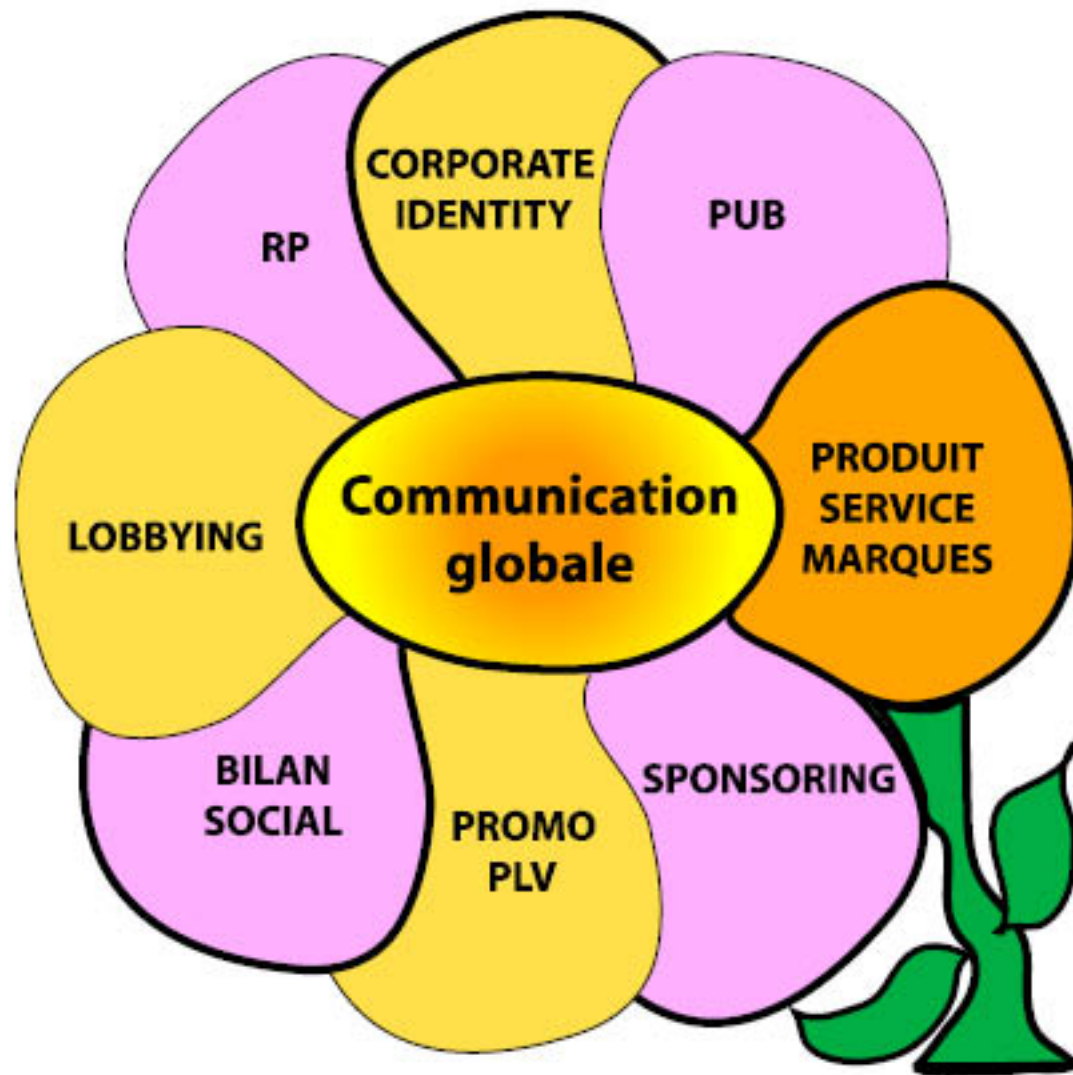 CORPORATE
IDENTITY
PUB
RP
PRODUIT
SERVICE
MARQUES
Communication
globale
LOBBYING
BILAN
SOCIAL
SPONSORING
PROMO
PLV